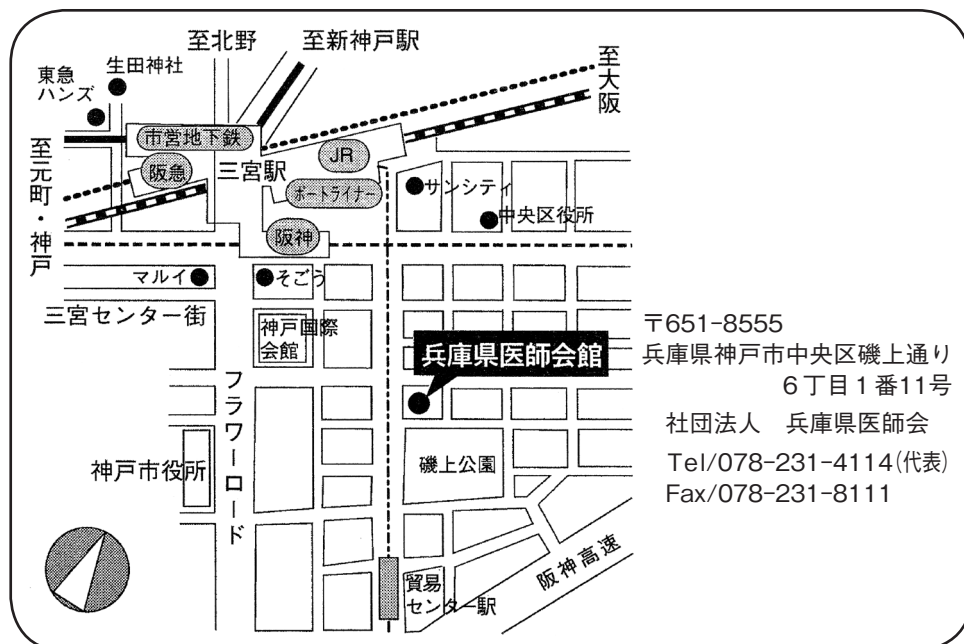 至北野
至新神戸駅
至大阪
生田神社
東急
ハンズ
市営地下鉄
JR
三宮駅
阪急
ポートライナー
サンシティ
中央区役所
阪神
至元町・神戸
マルイ
そごう
三宮センター街
神戸国際
会館
兵庫県医師会館
フラワーロード
神戸市役所
磯上公園
貿易
センター駅
阪神高速
〒651-8555
兵庫県神戸市中央区磯上通り
6丁目1番11号
社団法人 兵庫県医師会
Tel/078-231-4114(代表)
Fax/078-231-8111